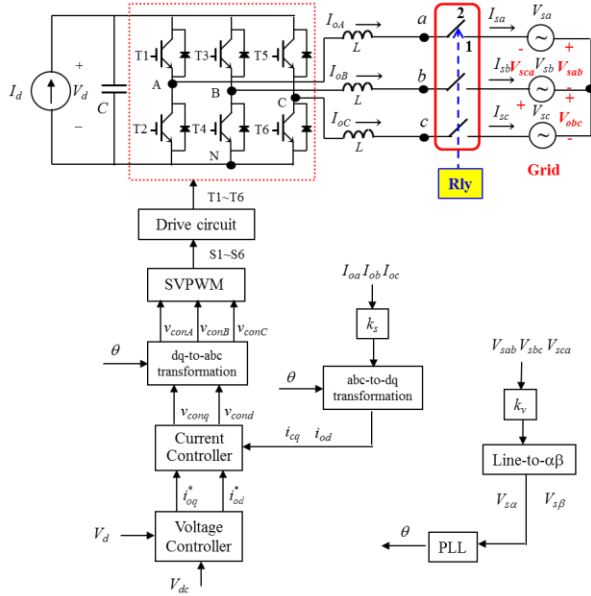 I_d
+
V_d
−
C
T1
T3
T5
A
B
C
T2
T4
T6
N
I_oA
L
I_oB
L
I_oC
L
a
b
c
2
1
Rly
I_sa
V_sa
I_sb
V_sb
I_sc
V_sc
-
V_sca
+
+
V_sab
-
+
V_obc
-
Grid
T1~T6
Drive circuit
S1~S6
SVPWM
v_conA v_conB v_conC
θ
dq-to-abc
transformation
v_conq v_cond
Current
Controller
i*_oq i*_od
V_d
Voltage
Controller
V_dc
I_oa I_ob I_oc
k_s
θ
abc-to-dq
transformation
i_cq i_od
V_sab V_sbc V_sca
k_v
Line-to-αβ
V_sα V_sβ
PLL
θ